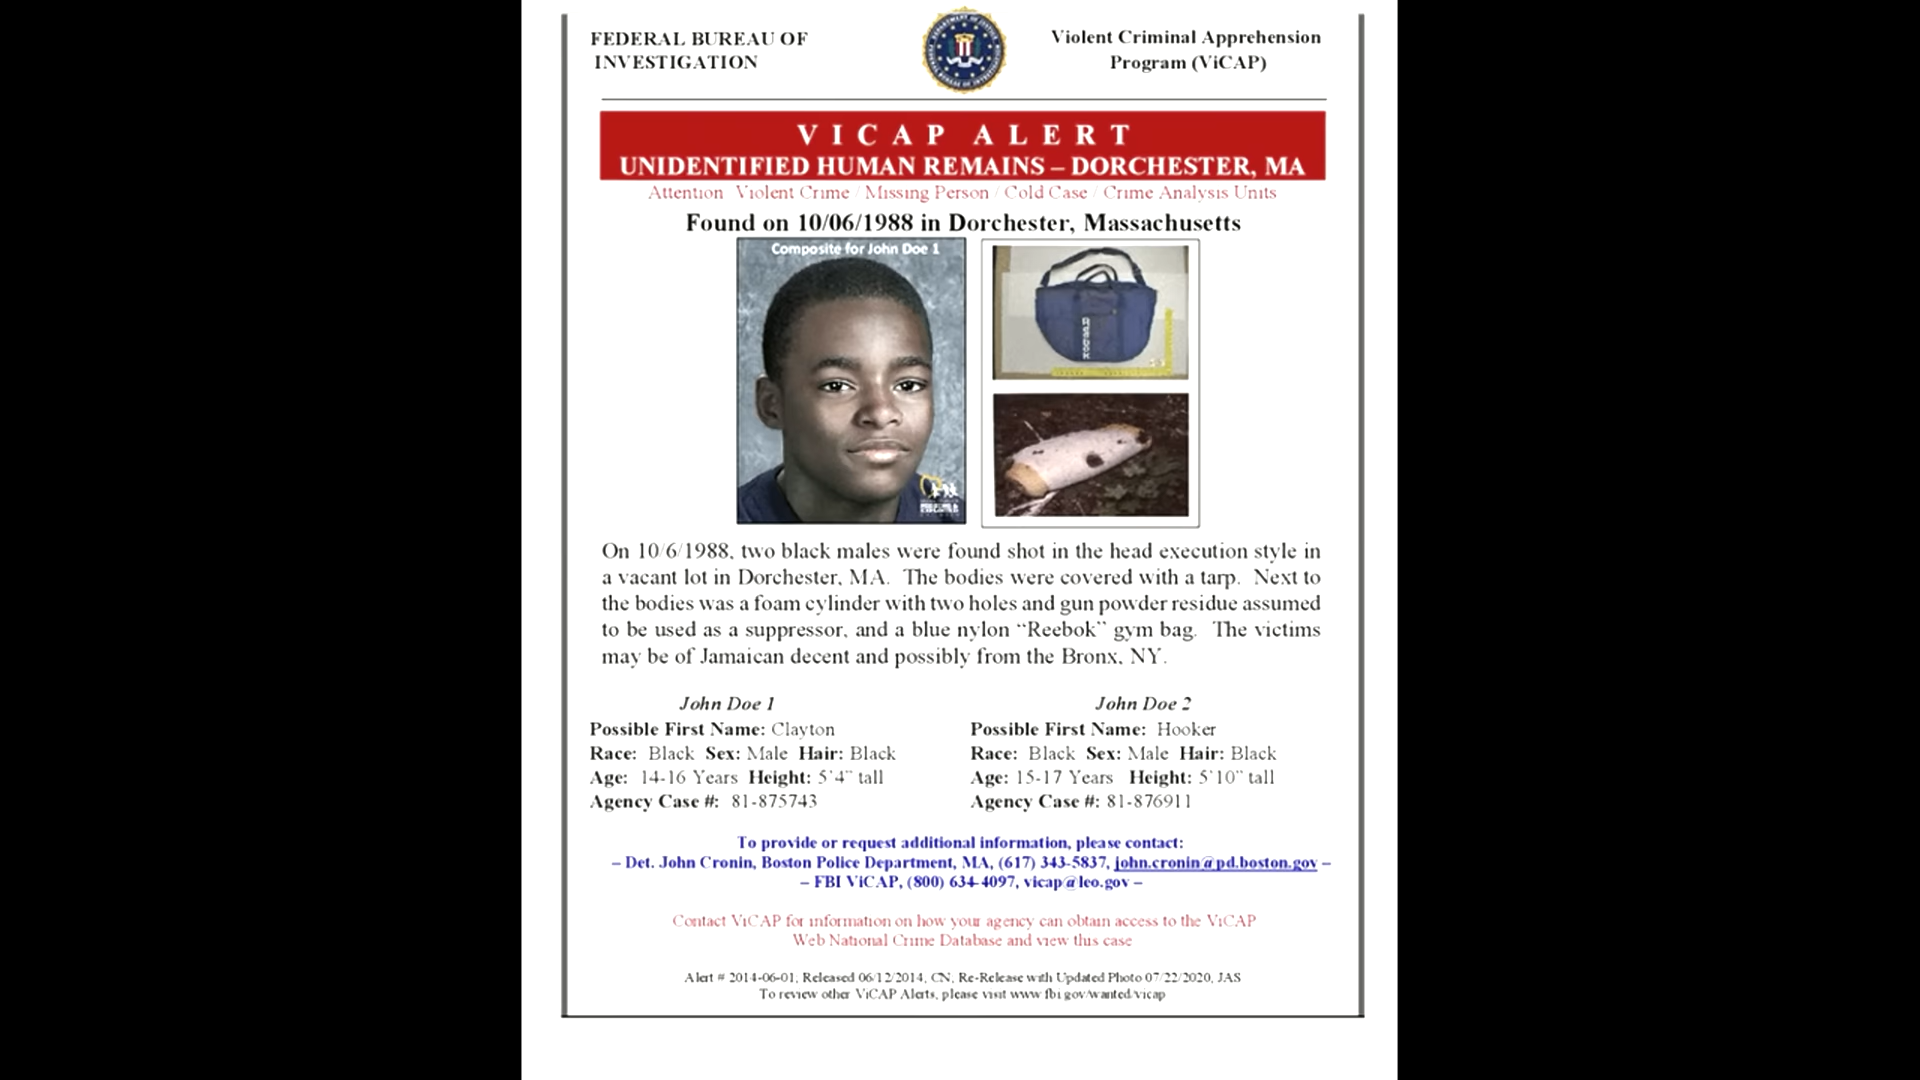 FEDERAL BUREAU OF
INVESTIGATION
Violent Criminal Apprehension
Program (ViCAP)
VICAP ALERT
UNIDENTIFIED HUMAN REMAINS – DORCHESTER, MA
Attention Violent Crime / Missing Person / Cold Case / Crime Analysis Units
Found on 10/06/1988 in Dorchester, Massachusetts
Composite for John Doe 1
Reebok
On 10/6/1988, two black males were found shot in the head execution style in
a vacant lot in Dorchester, MA. The bodies were covered with a tarp. Next to
the bodies was a foam cylinder with two holes and gun powder residue assumed
to be used as a suppressor, and a blue nylon “Reebok” gym bag. The victims
may be of Jamaican decent and possibly from the Bronx, NY.
John Doe 1
Possible First Name: Clayton
Race: Black Sex: Male Hair: Black
Age: 14-16 Years Height: 5’4” tall
Agency Case #: 81-875743
John Doe 2
Possible First Name: Hooker
Race: Black Sex: Male Hair: Black
Age: 15-17 Years Height: 5’10” tall
Agency Case #: 81-876911
To provide or request additional information, please contact:
– Det. John Cronin, Boston Police Department, MA, (617) 343-5837, john.cronin@pd.boston.gov –
– FBI ViCAP, (800) 634-4097, vicap@leo.gov –
Contact ViCAP for information on how your agency can obtain access to the ViCAP
Web National Crime Database and view this case
Alert # 2014-06-01, Released 06/12/2014, CN, Re-Release with Updated Photo 07/22/2020, JAS
To review other ViCAP Alerts, please visit www.fbi.gov/wanted/vicap